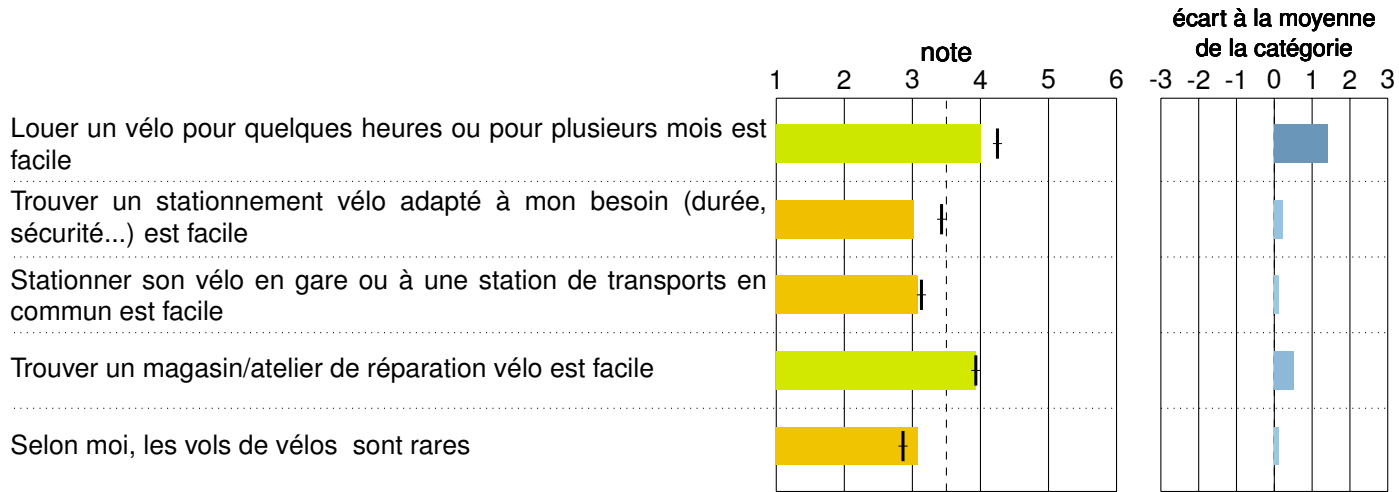 écart à la moyenne
de la catégorie
note
1 2 3 4 5 6
-3 -2 -1 0 1 2 3
Louer un vélo pour quelques heures ou pour plusieurs mois est
facile
Trouver un stationnement vélo adapté à mon besoin (durée,
sécurité...) est facile
Stationner son vélo en gare ou à une station de transports en
commun est facile
Trouver un magasin/atelier de réparation vélo est facile
Selon moi, les vols de vélos sont rares